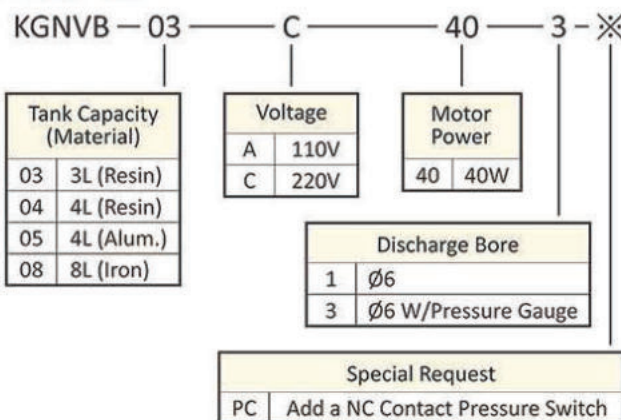 KGNVB – 03 – C – 40 – 3 – ※
Tank Capacity
(Material)
03 3L (Resin)
04 4L (Resin)
05 4L (Alum.)
08 8L (Iron)
Voltage
A 110V
C 220V
Motor
Power
40 40W
Discharge Bore
1 Ø6
3 Ø6 W/Pressure Gauge
Special Request
PC Add a NC Contact Pressure Switch